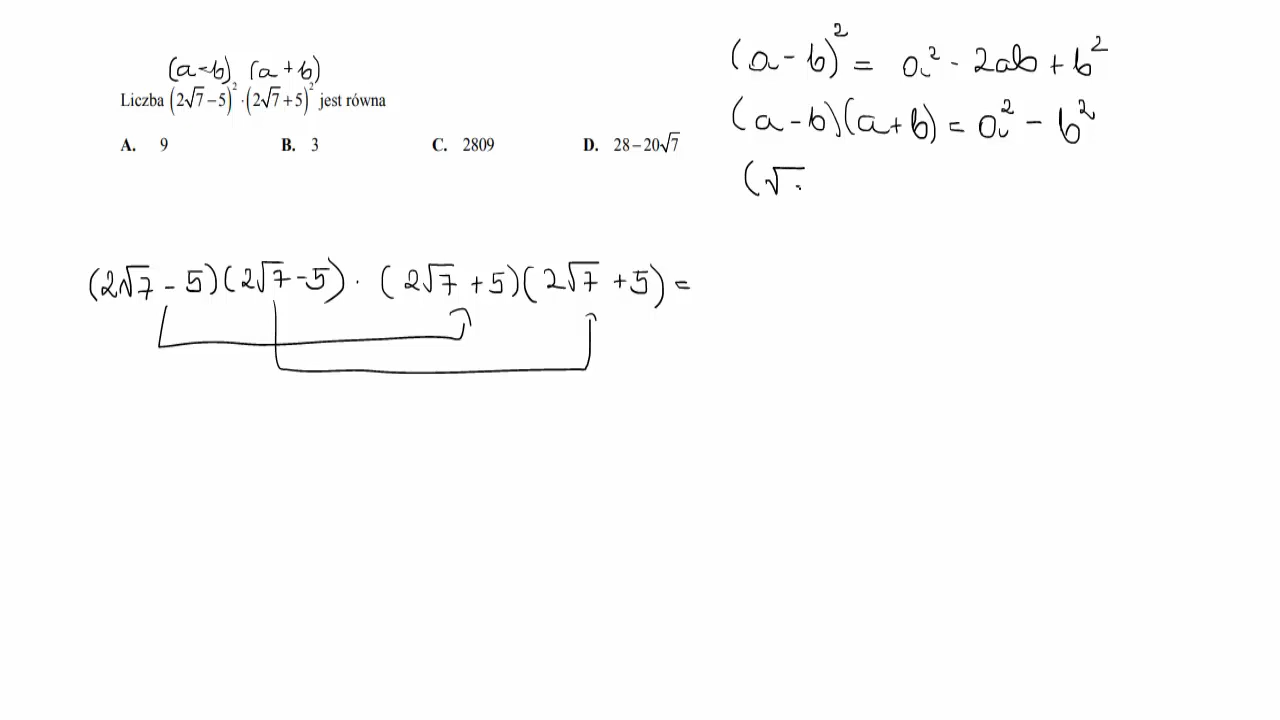 (a-b) (a+b)
Liczba (2√7−5)²·(2√7+5)² jest równa
A. 9 B. 3 C. 2809 D. 28−20√7
(a-b)² = a² - 2ab + b²
(a-b)(a+b) = a² - b²
(√
(2√7 - 5)(2√7 - 5) · (2√7 + 5)(2√7 + 5) =